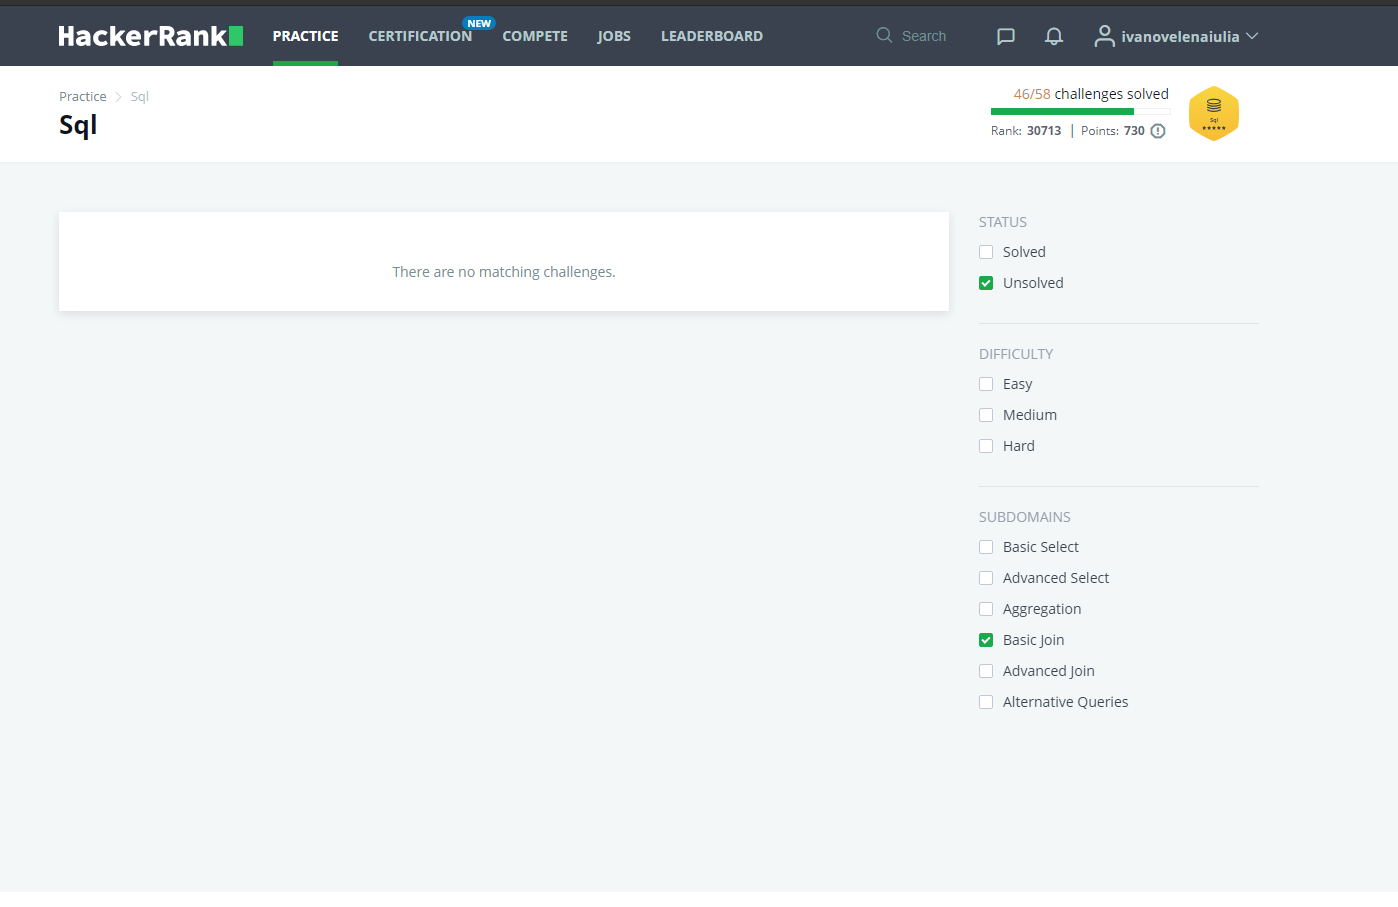 HackerRank PRACTICE CERTIFICATION NEW COMPETE JOBS LEADERBOARD Search ivanovelenaiulia
Practice Sql
Sql
46/58 challenges solved
Rank: 30713 | Points: 730
Sql
There are no matching challenges.
STATUS
Solved
Unsolved
DIFFICULTY
Easy
Medium
Hard
SUBDOMAINS
Basic Select
Advanced Select
Aggregation
Basic Join
Advanced Join
Alternative Queries